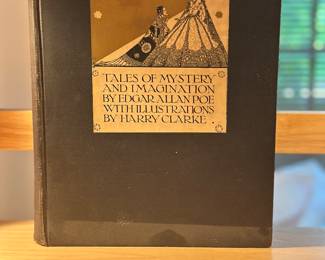 TALES OF MYSTERY
AND IMAGINATION
BY EDGAR ALLAN POE
WITH ILLUSTRATIONS
BY HARRY CLARKE